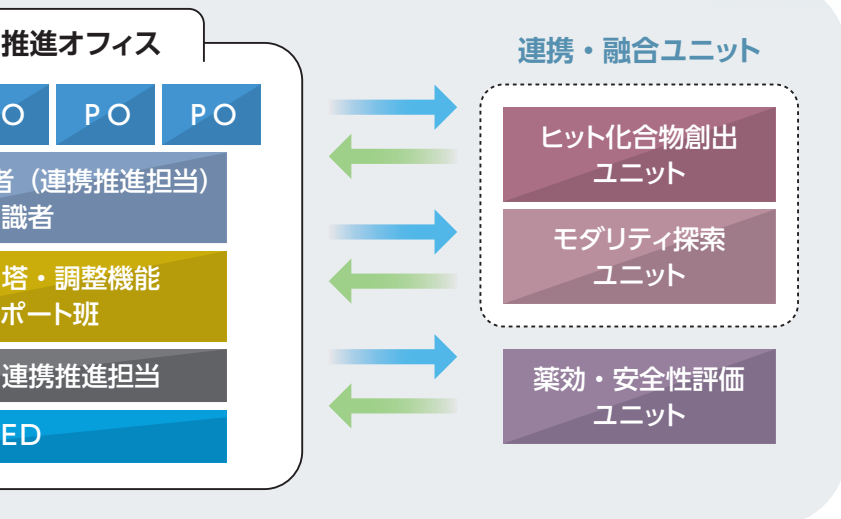 推進オフィス
O PO PO
者（連携推進担当）
識者
塔・調整機能
ポート班
連携推進担当
ED
連携・融合ユニット
ヒット化合物創出
ユニット
モダリティ探索
ユニット
薬効・安全性評価
ユニット